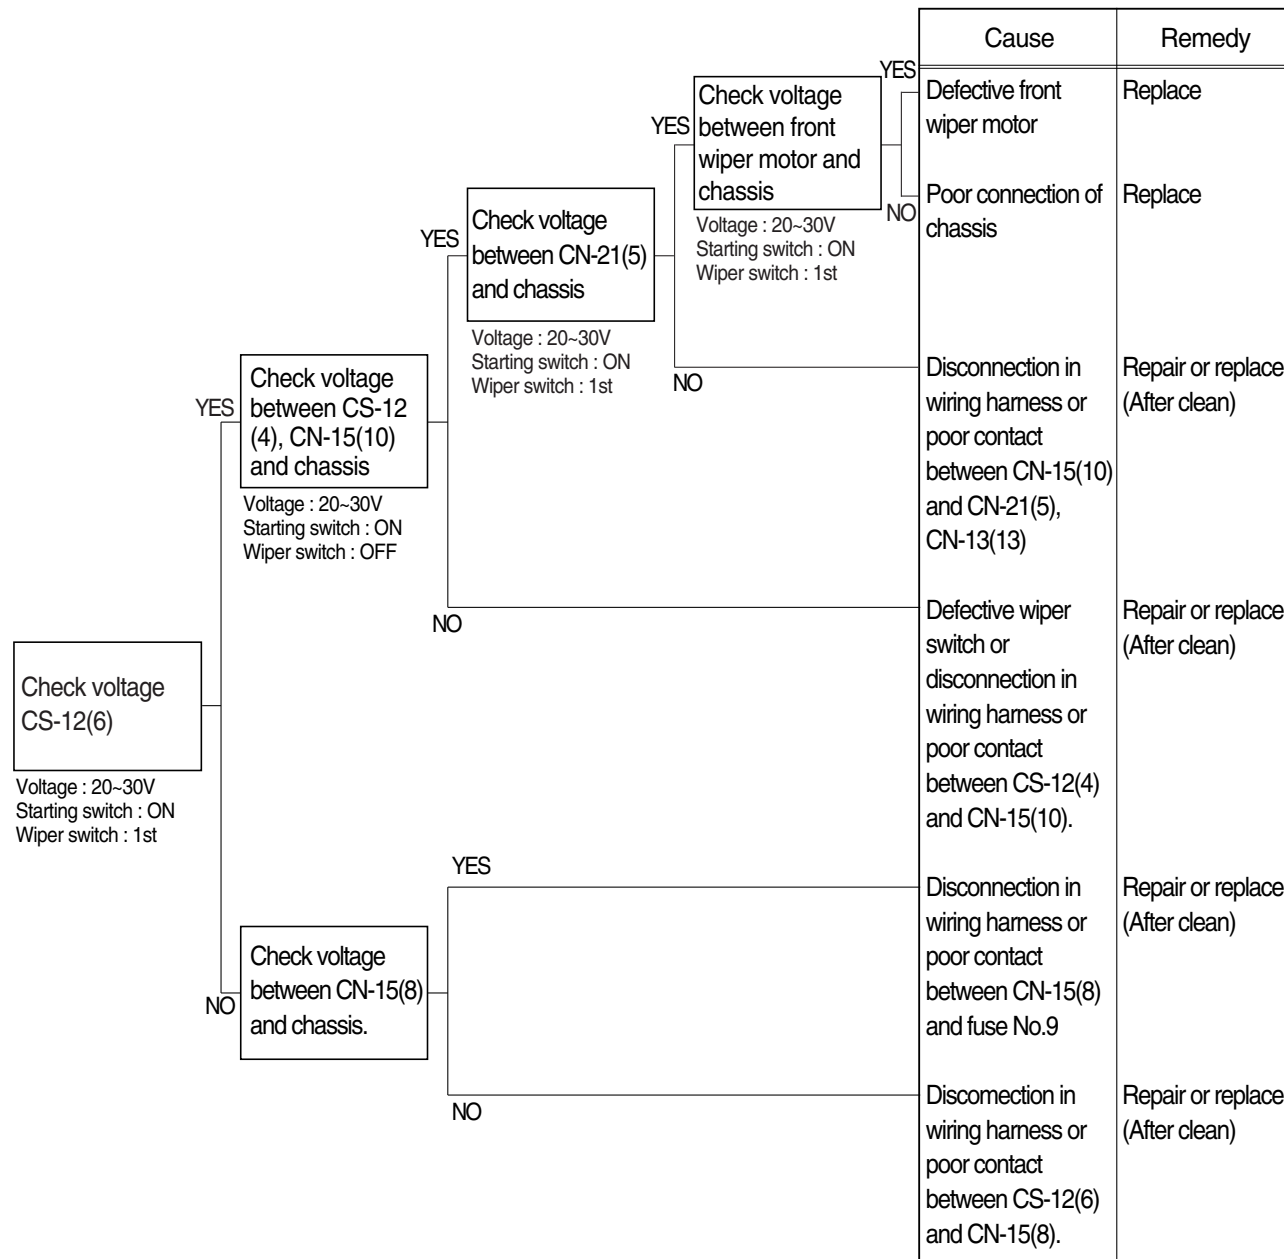 Cause
Remedy
YES
Check voltage
between front
wiper motor and
chassis
Voltage : 20~30V
Starting switch : ON
Wiper switch : 1st
YES
Defective front
wiper motor
Replace
NO
Poor connection of
chassis
Replace
YES
Check voltage
between CN-21(5)
and chassis
Voltage : 20~30V
Starting switch : ON
Wiper switch : 1st
NO
Disconnection in
wiring harness or
poor contact
between CN-15(10)
and CN-21(5),
CN-13(13)
Repair or replace
(After clean)
YES
Check voltage
between CS-12
(4), CN-15(10)
and chassis
Voltage : 20~30V
Starting switch : ON
Wiper switch : OFF
NO
Defective wiper
switch or
disconnection in
wiring harness or
poor contact
between CS-12(4)
and CN-15(10).
Repair or replace
(After clean)
Check voltage
CS-12(6)
Voltage : 20~30V
Starting switch : ON
Wiper switch : 1st
NO
Check voltage
between CN-15(8)
and chassis.
YES
Disconnection in
wiring harness or
poor contact
between CN-15(8)
and fuse No.9
Repair or replace
(After clean)
NO
Discomection in
wiring harness or
poor contact
between CS-12(6)
and CN-15(8).
Repair or replace
(After clean)